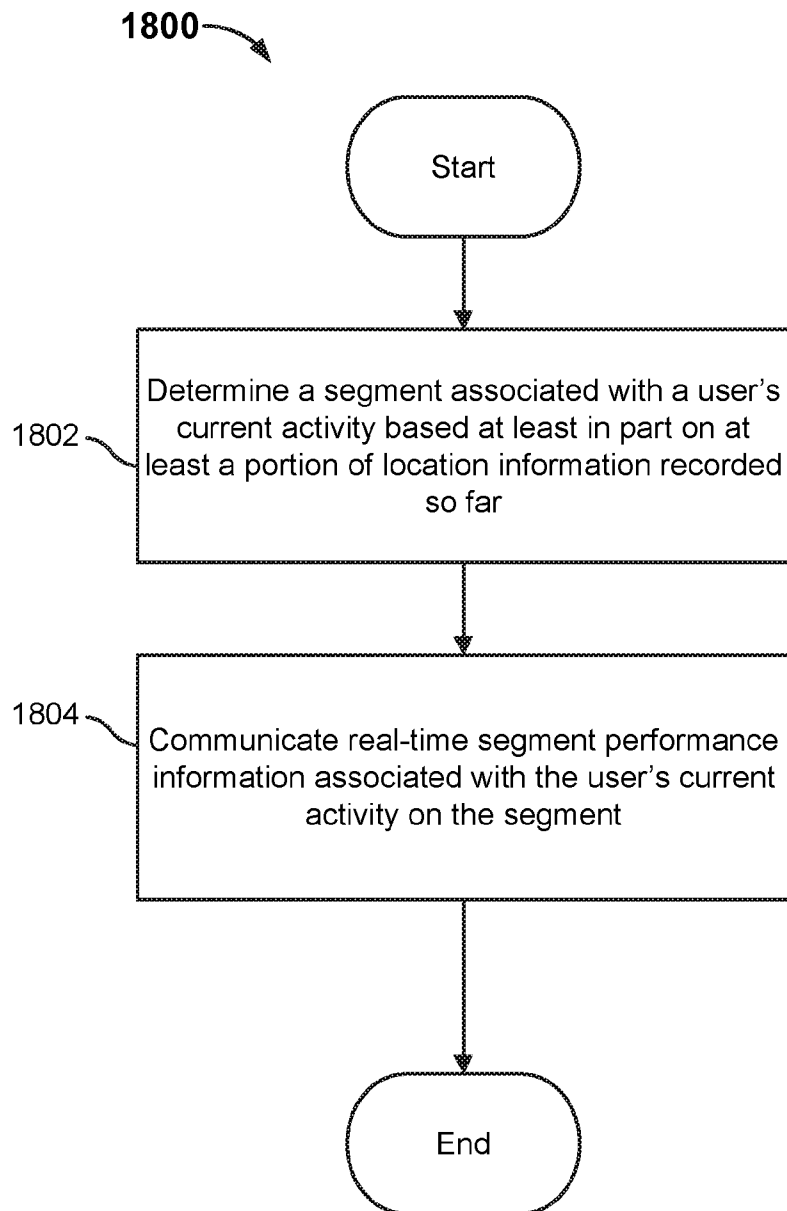 1800
Start
1802
Determine a segment associated with a user's
current activity based at least in part on at
least a portion of location information recorded
so far
1804
Communicate real-time segment performance
information associated with the user's current
activity on the segment
End